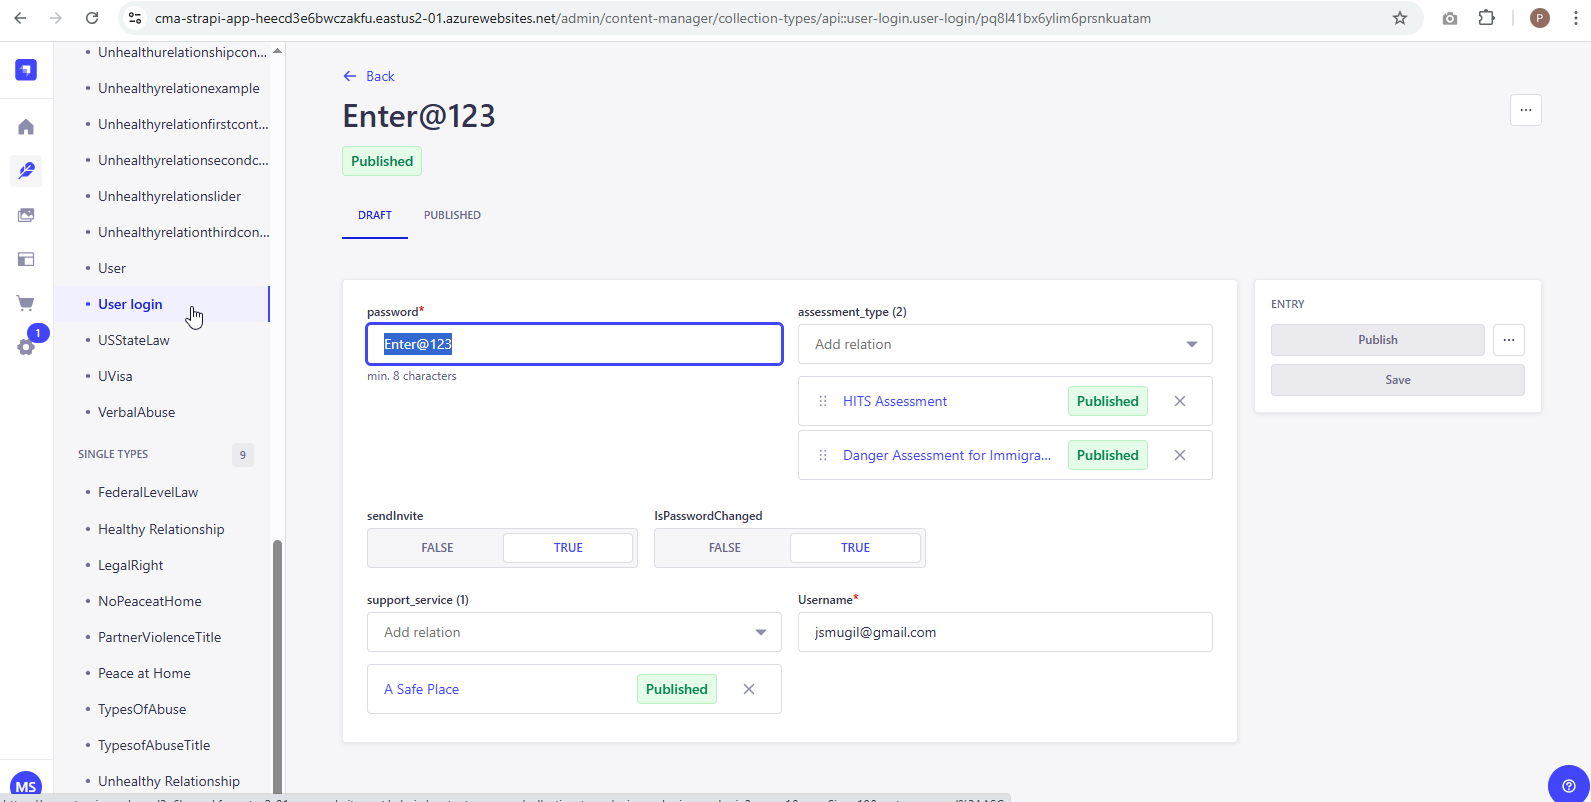 cma-strapi-app-heecd3e6bwczakfu.eastus2-01.azurewebsites.net/admin/content-manager/collection-types/api::user-login.user-login/pq8l41bx6ylim6prsnkuatam
P
1
MS
Unhealthurelationshipcon...
Unhealthyrelationexample
Unhealthyrelationfirstcont...
Unhealthyrelationsecondc...
Unhealthyrelationslider
Unhealthyrelationthirdcon...
User
User login
USStateLaw
UVisa
VerbalAbuse
SINGLE TYPES 9
FederalLevelLaw
Healthy Relationship
LegalRight
NoPeaceatHome
PartnerViolenceTitle
Peace at Home
TypesOfAbuse
TypesofAbuseTitle
Unhealthy Relationship
Back
Enter@123
Published
DRAFT PUBLISHED
password*
Enter@123
min. 8 characters
assessment_type (2)
Add relation
HITS Assessment Published
Danger Assessment for Immigra... Published
sendInvite
FALSE TRUE
IsPasswordChanged
FALSE TRUE
support_service (1)
Add relation
A Safe Place Published
Username*
jsmugil@gmail.com
ENTRY
Publish
Save